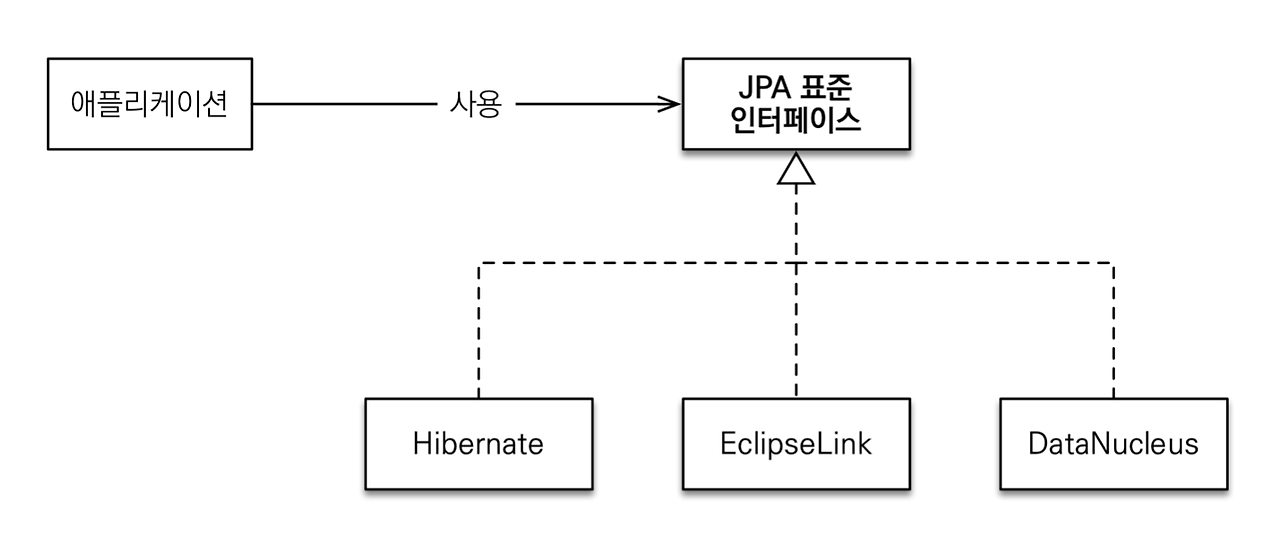 애플리케이션
사용
JPA 표준
인터페이스
Hibernate
EclipseLink
DataNucleus